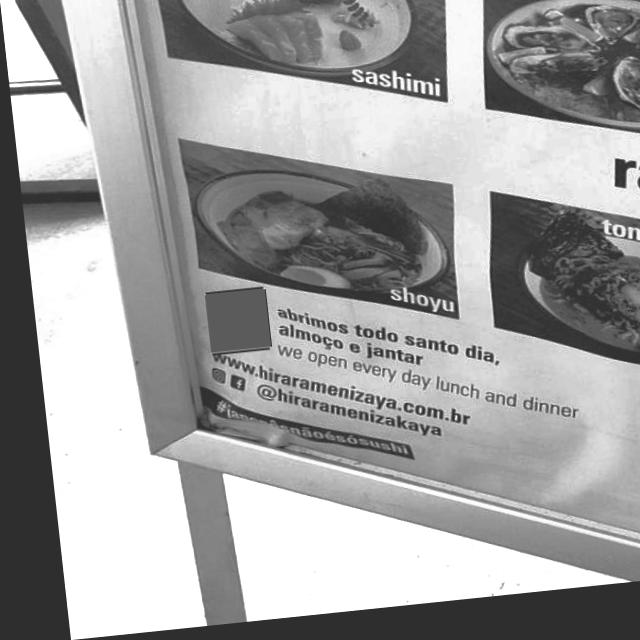 sashimi
shoyu
abrimos todo santo dia,
almoço e jantar
we open every day lunch and dinner
www.hiraramenizaya.com.br
@hiraramenizakaya